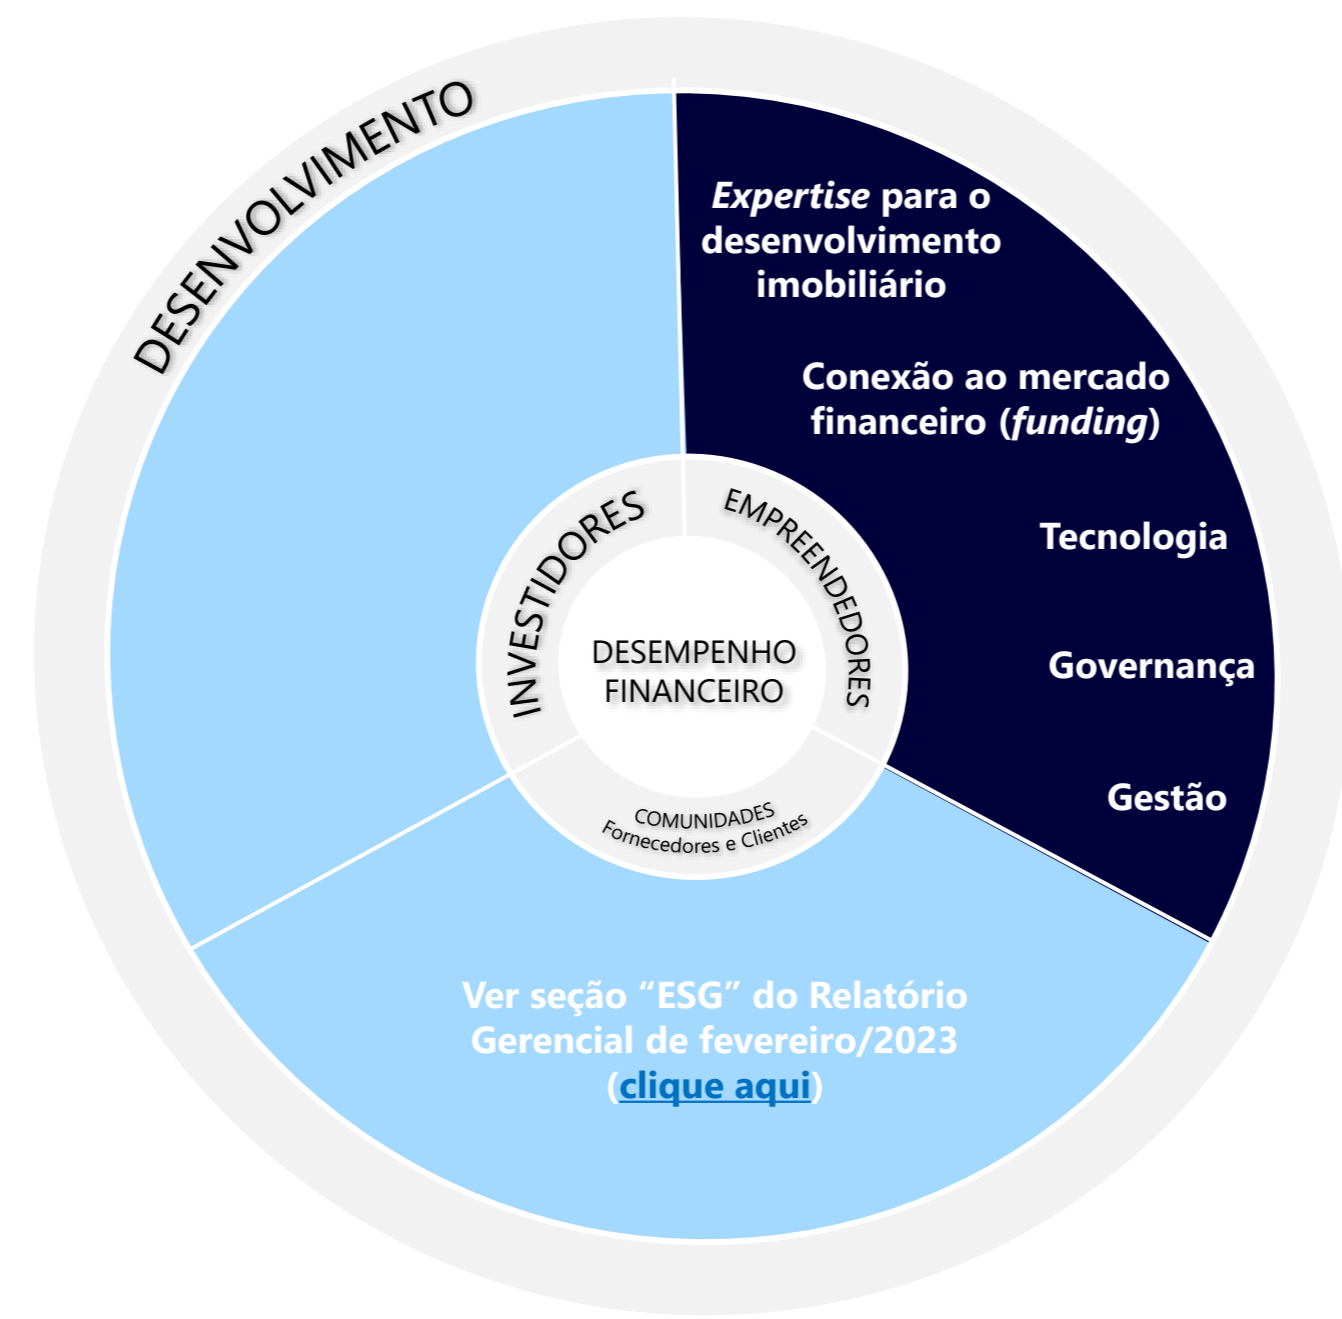 DESENVOLVIMENTO
Expertise para o
desenvolvimento
imobiliário
Conexão ao mercado
financeiro (funding)
Tecnologia
Governança
Gestão
INVESTIDORES
EMPREENDEDORES
DESEMPENHO
FINANCEIRO
COMUNIDADES
Fornecedores e Clientes
Ver seção “ESG” do Relatório
Gerencial de fevereiro/2023
(clique aqui)